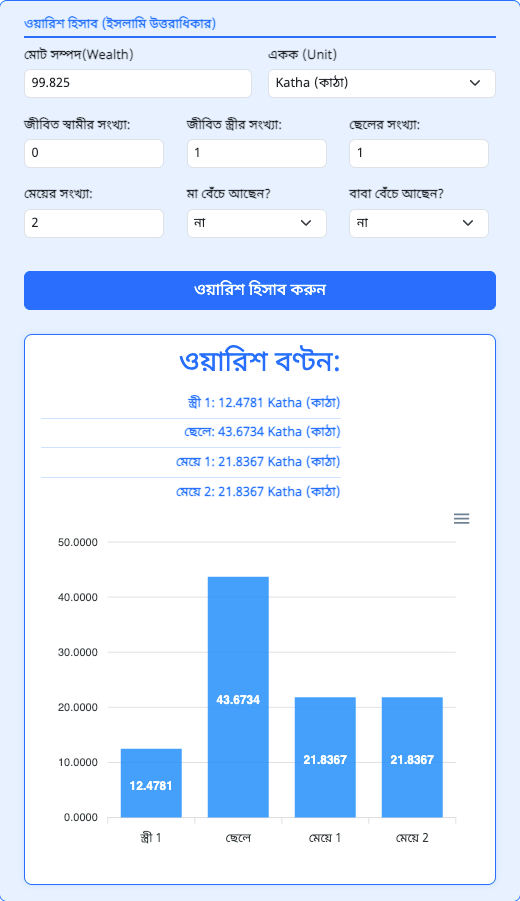 ওয়ারিশ হিসাব (ইসলামি উত্তরাধিকার)
মোট সম্পদ(Wealth) একক (Unit)
99.825 Katha (কাঠা)
জীবিত স্বামীর সংখ্যা: জীবিত স্ত্রীর সংখ্যা: ছেলের সংখ্যা:
0 1 1
মেয়ের সংখ্যা: মা বেঁচে আছেন? বাবা বেঁচে আছেন?
2 না না
ওয়ারিশ হিসাব করুন
ওয়ারিশ বণ্টন:
স্ত্রী 1: 12.4781 Katha (কাঠা)
ছেলে: 43.6734 Katha (কাঠা)
মেয়ে 1: 21.8367 Katha (কাঠা)
মেয়ে 2: 21.8367 Katha (কাঠা)
50.0000
40.0000
30.0000
20.0000
10.0000
0.0000
12.4781 43.6734 21.8367 21.8367
স্ত্রী 1 ছেলে মেয়ে 1 মেয়ে 2